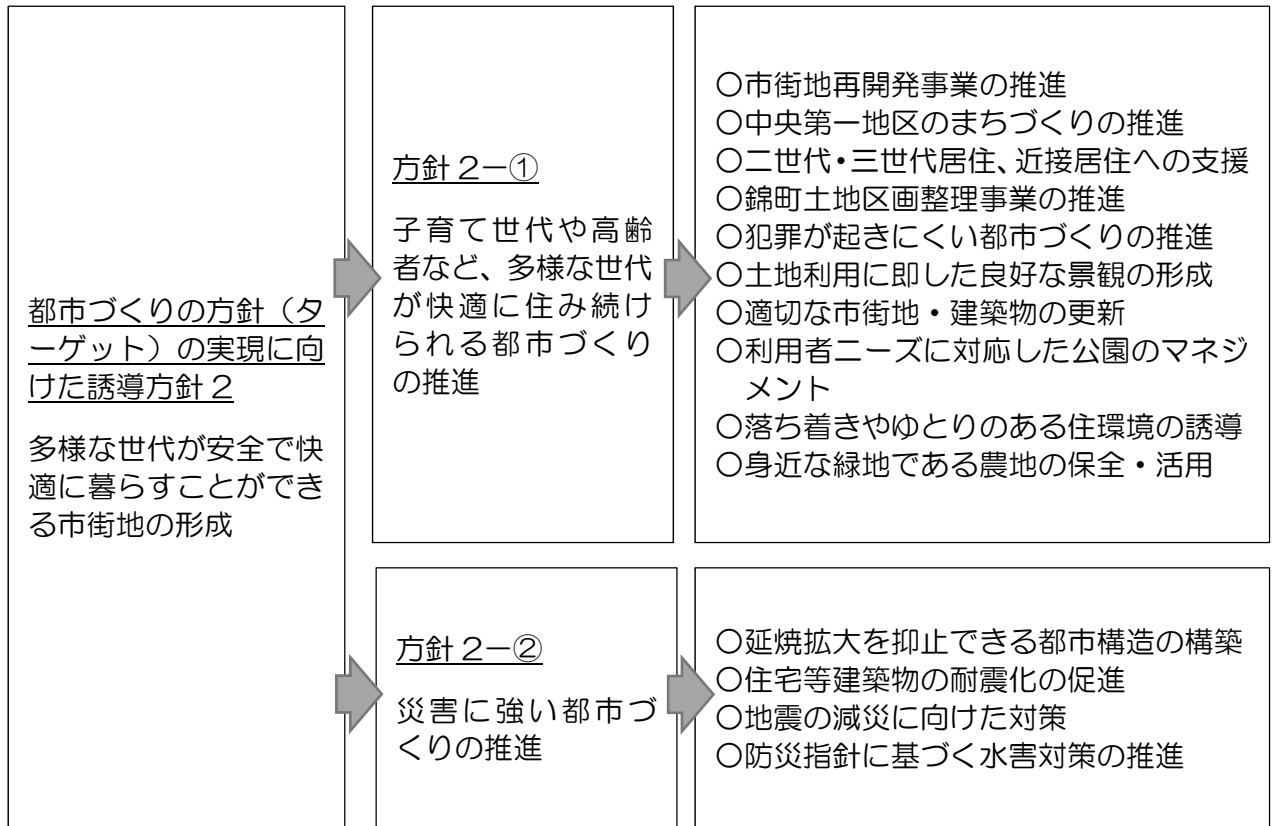 都市づくりの方針（タ
ーゲット）の実現に向
けた誘導方針２
多様な世代が安全で快
適に暮らすことができ
る市街地の形成
方針２－①
子育て世代や高齢
者など、多様な世代
が快適に住み続け
られる都市づくり
の推進
〇市街地再開発事業の推進
〇中央第一地区のまちづくりの推進
〇二世代・三世代居住、近接居住への支援
〇錦町土地区画整理事業の推進
〇犯罪が起きにくい都市づくりの推進
〇土地利用に即した良好な景観の形成
〇適切な市街地・建築物の更新
〇利用者ニーズに対応した公園のマネジ
メント
〇落ち着きやゆとりのある住環境の誘導
〇身近な緑地である農地の保全・活用
方針２－②
災害に強い都市づ
くりの推進
〇延焼拡大を抑止できる都市構造の構築
〇住宅等建築物の耐震化の促進
〇地震の減災に向けた対策
〇防災指針に基づく水害対策の推進